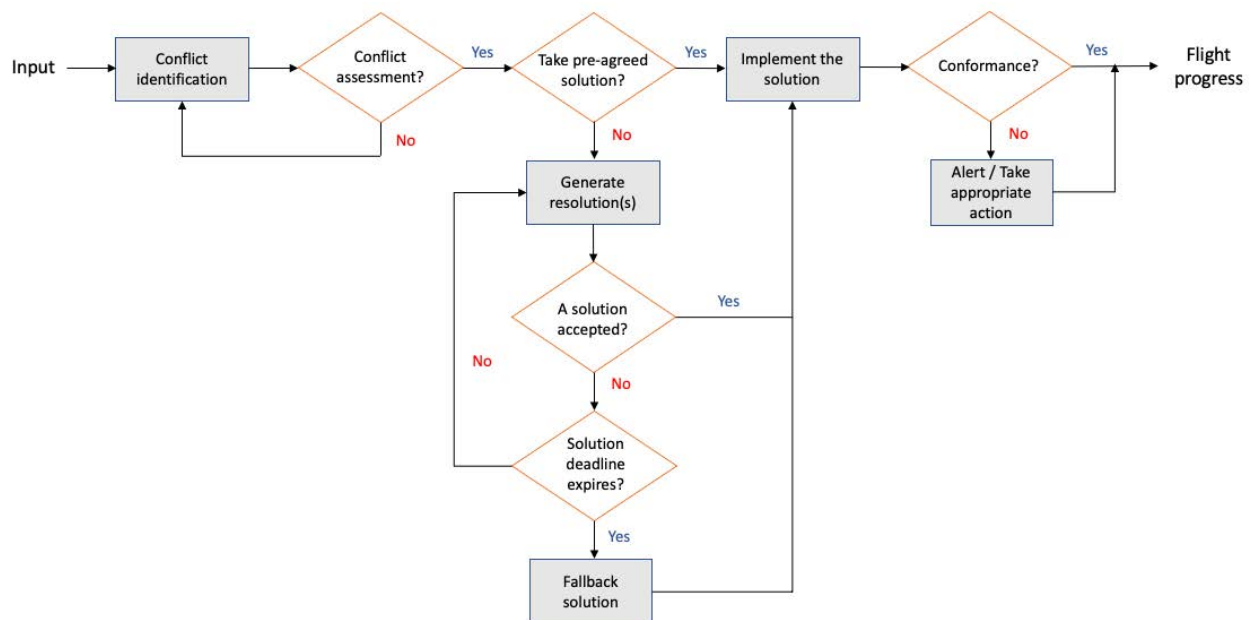 Input
Conflict
identification
Conflict
assessment?
Yes
No
Take pre-agreed
solution?
Yes
No
Implement the
solution
Conformance?
Yes
No
Flight
progress
Alert / Take
appropriate
action
Generate
resolution(s)
A solution
accepted?
Yes
No
No
Solution
deadline
expires?
Yes
Fallback
solution